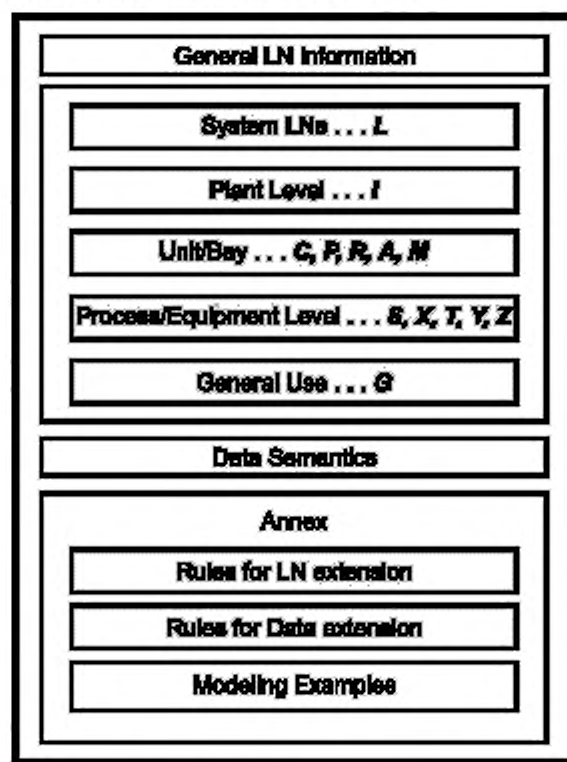 General LN Information
System LNs . . . L
Plant Level . . . I
Unit/Bay . . . C, P, R, A, M
Process/Equipment Level . . . S, X, T, Y, Z
General Use . . . G
Data Semantics
Annex
Rules for LN extension
Rules for Data extension
Modeling Examples